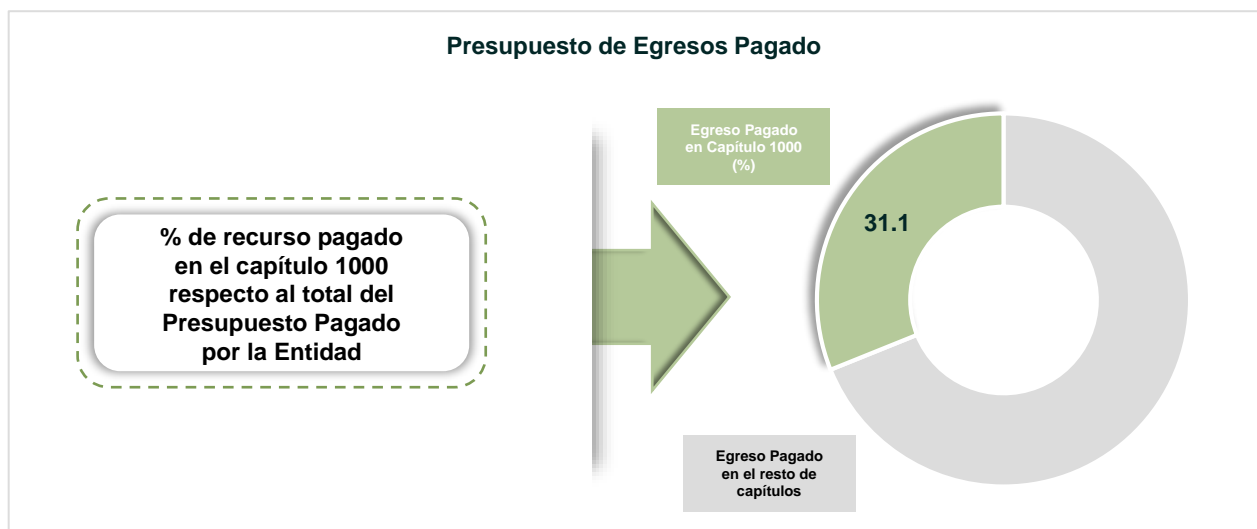 Presupuesto de Egresos Pagado
Egreso Pagado
en Capítulo 1000
(%)
31.1
% de recurso pagado
en el capítulo 1000
respecto al total del
Presupuesto Pagado
por la Entidad
Egreso Pagado
en el resto de
capítulos